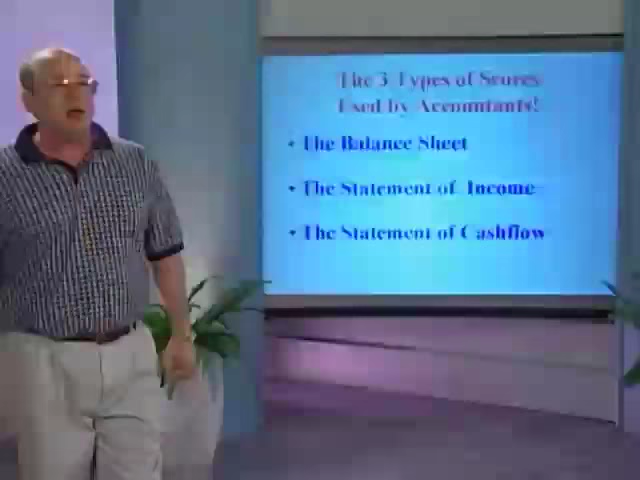 The 3 Types of Scores
Used by Accountants!
• The Balance Sheet
• The Statement of Income
• The Statement of Cashflow